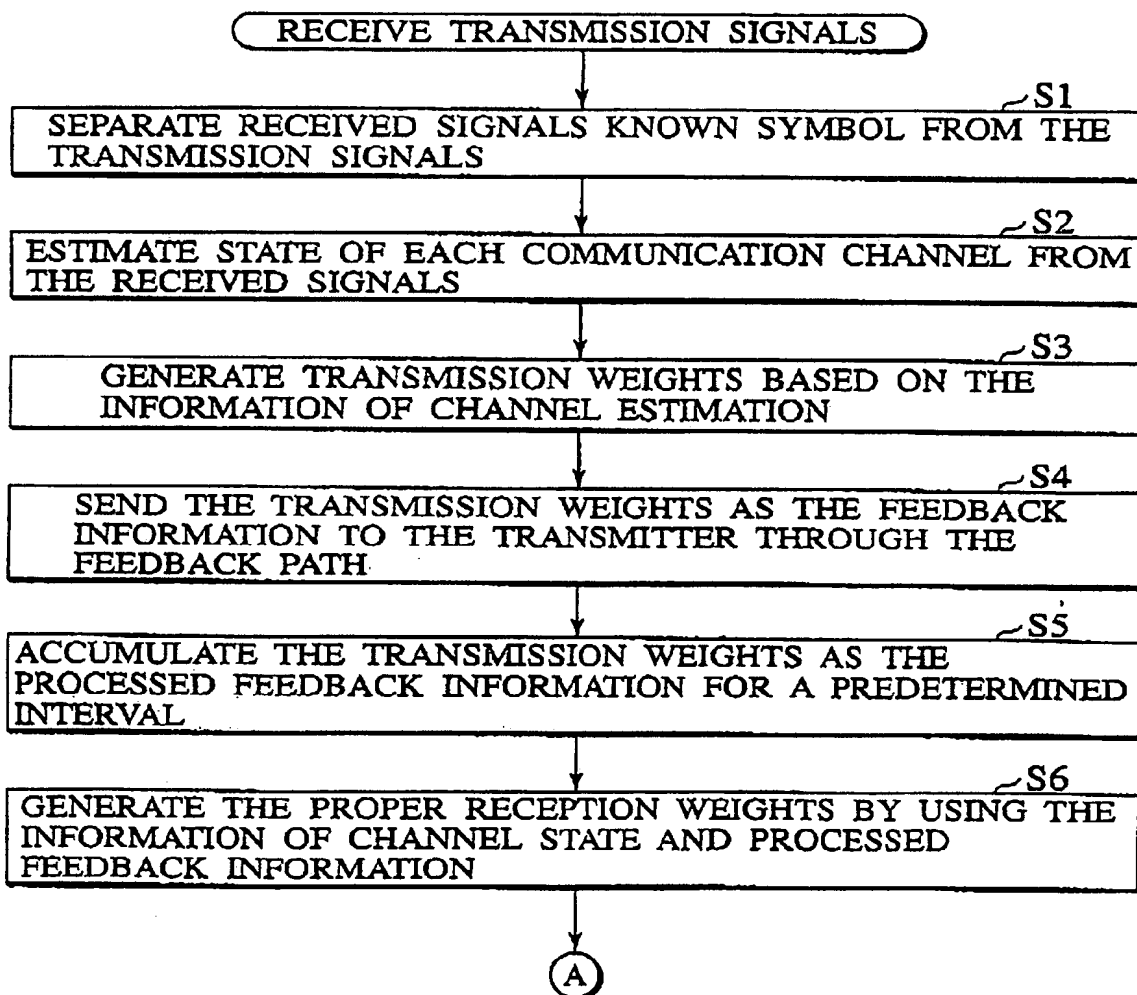 RECEIVE TRANSMISSION SIGNALS
S1
SEPARATE RECEIVED SIGNALS KNOWN SYMBOL FROM THE
TRANSMISSION SIGNALS
S2
ESTIMATE STATE OF EACH COMMUNICATION CHANNEL FROM
THE RECEIVED SIGNALS
S3
GENERATE TRANSMISSION WEIGHTS BASED ON THE
INFORMATION OF CHANNEL ESTIMATION
S4
SEND THE TRANSMISSION WEIGHTS AS THE FEEDBACK
INFORMATION TO THE TRANSMITTER THROUGH THE
FEEDBACK PATH
S5
ACCUMULATE THE TRANSMISSION WEIGHTS AS THE
PROCESSED FEEDBACK INFORMATION FOR A PREDETERMINED
INTERVAL
S6
GENERATE THE PROPER RECEPTION WEIGHTS BY USING THE
INFORMATION OF CHANNEL STATE AND PROCESSED
FEEDBACK INFORMATION
A